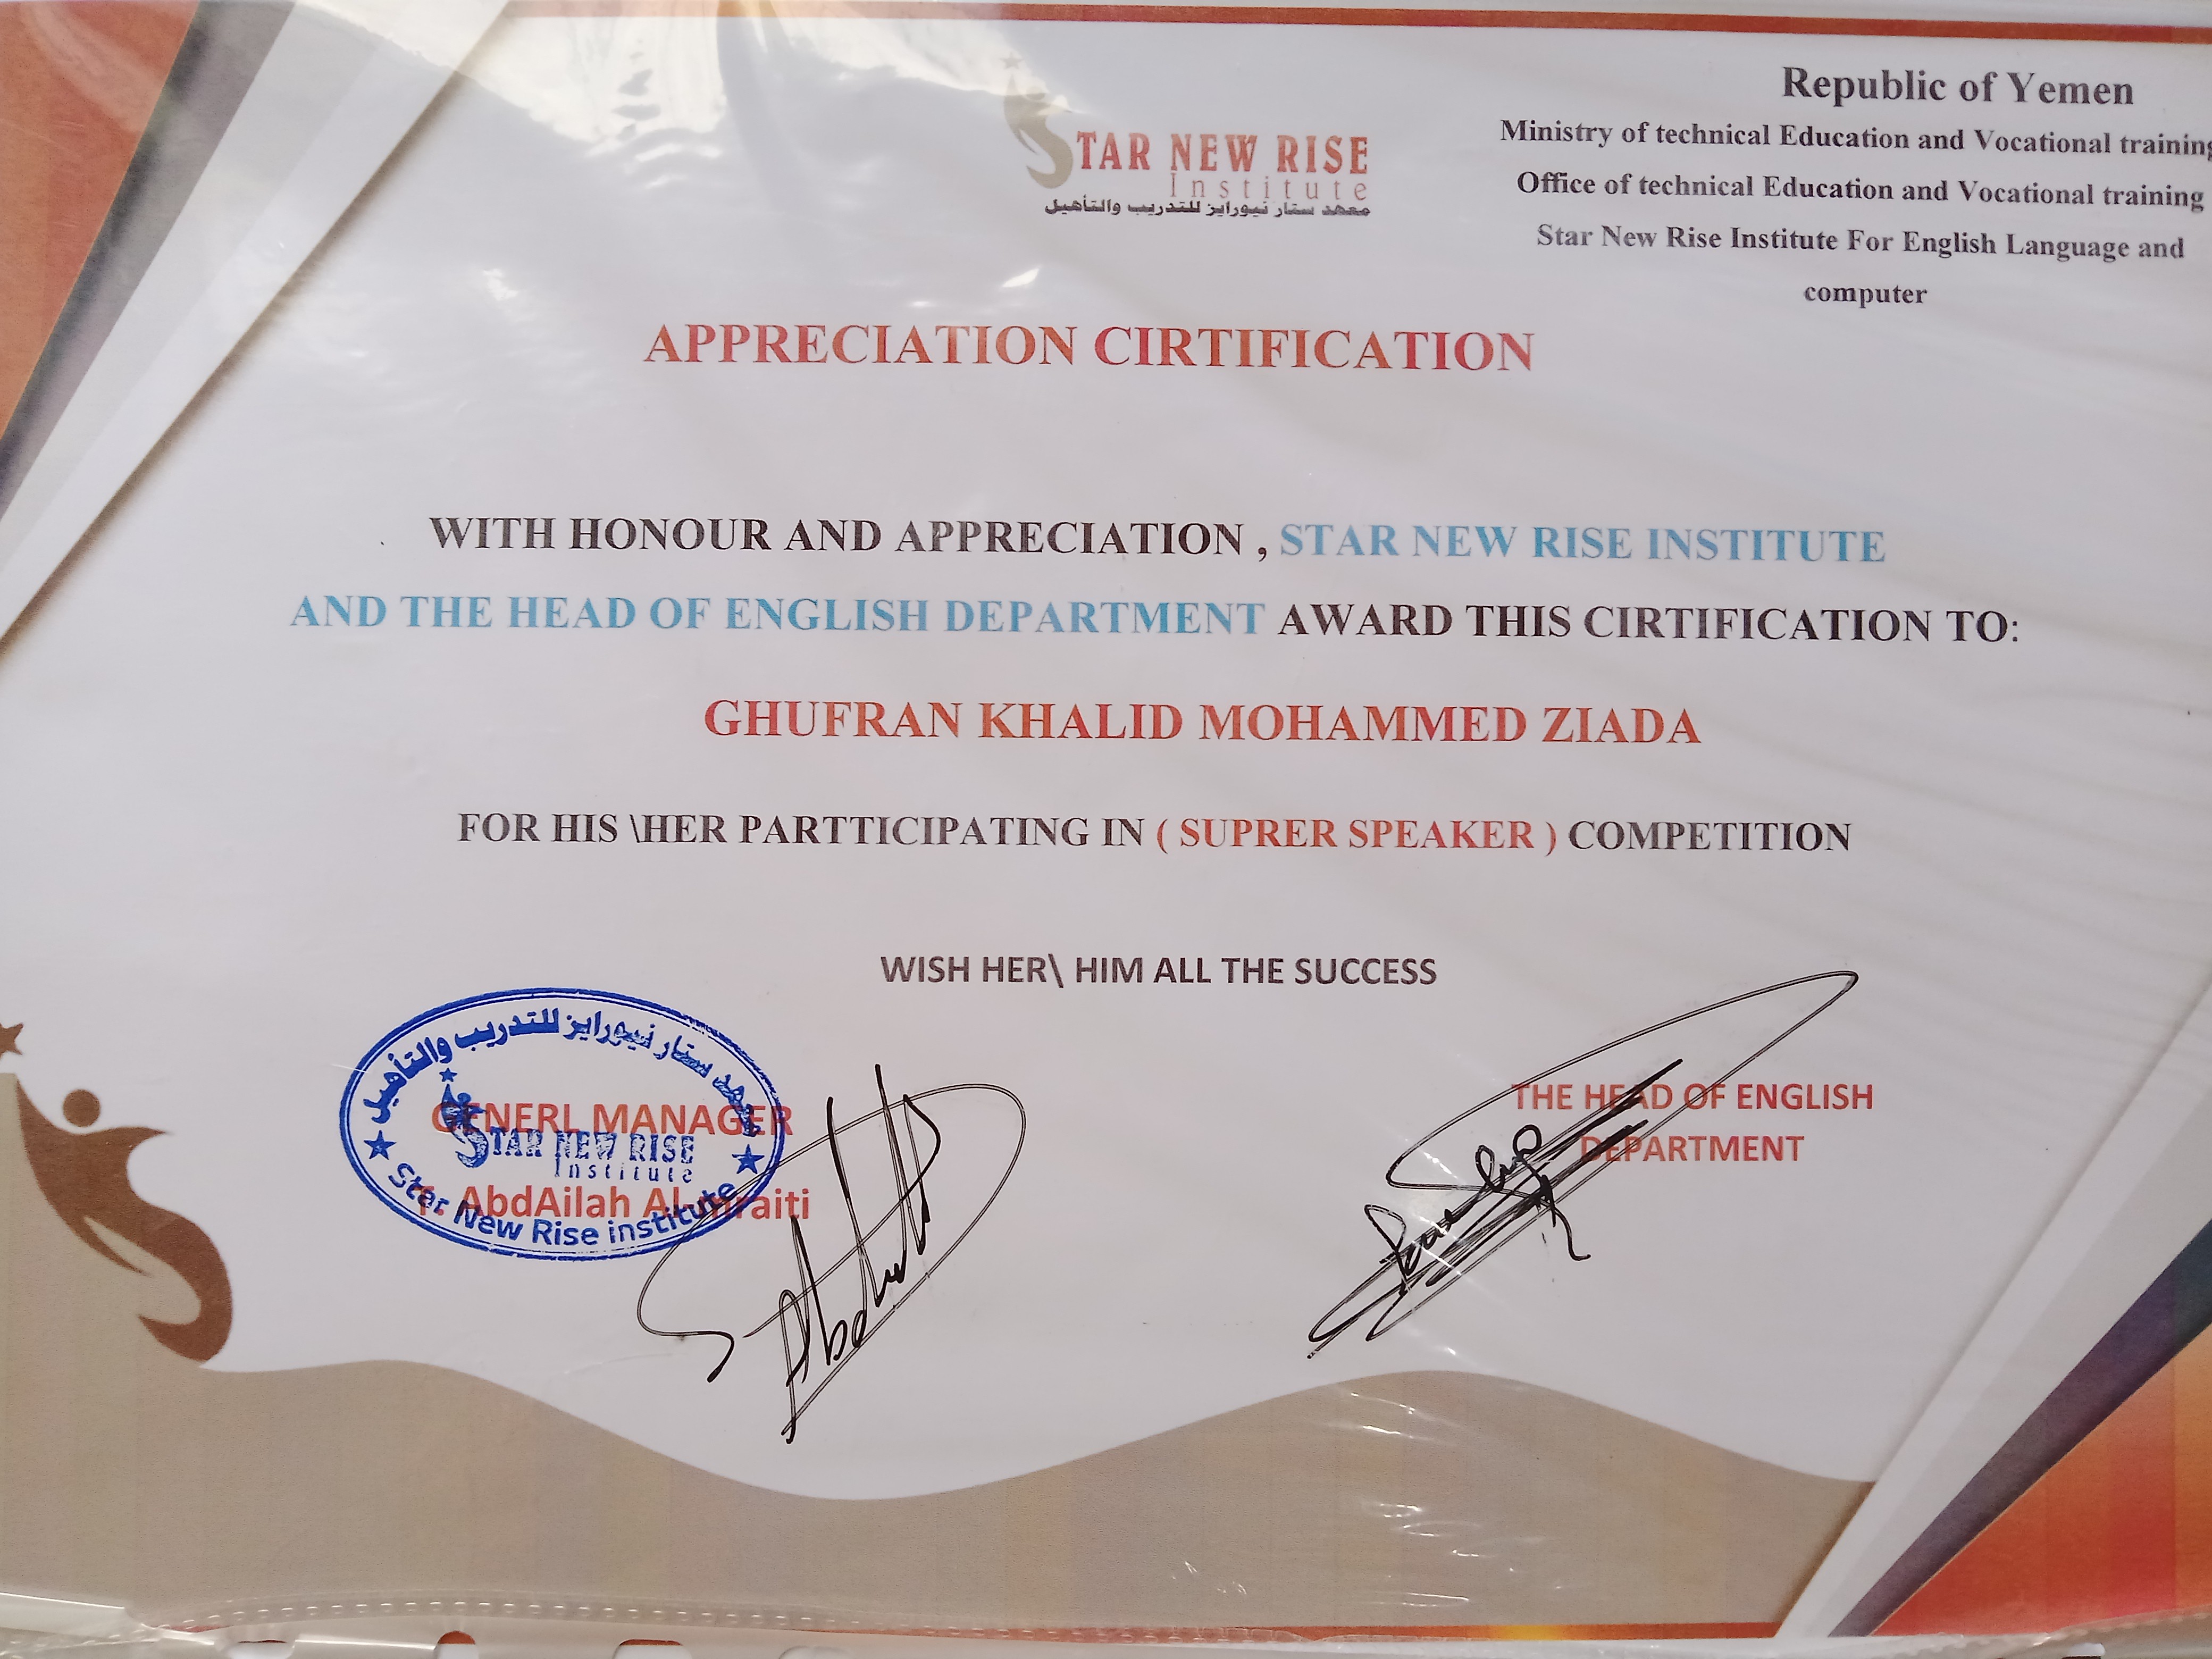 STAR NEW RISE
Institute
معهد ستار نيورايز للتدريب والتأهيل
Republic of Yemen
Ministry of technical Education and Vocational training
Office of technical Education and Vocational training
Star New Rise Institute For English Language and
computer
APPRECIATION CIRTIFICATION
WITH HONOUR AND APPRECIATION , STAR NEW RISE INSTITUTE
AND THE HEAD OF ENGLISH DEPARTMENT AWARD THIS CIRTIFICATION TO:
GHUFRAN KHALID MOHAMMED ZIADA
FOR HIS \HER PARTTICIPATING IN ( SUPRER SPEAKER ) COMPETITION
WISH HER\ HIM ALL THE SUCCESS
معهد ستار نيورايز للتدريب والتأهيل
STAR NEW RISE
Institute
Star New Rise institute
GENERL MANAGER
T. AbdAilah
THE HEAD OF ENGLISH
DEPARTMENT